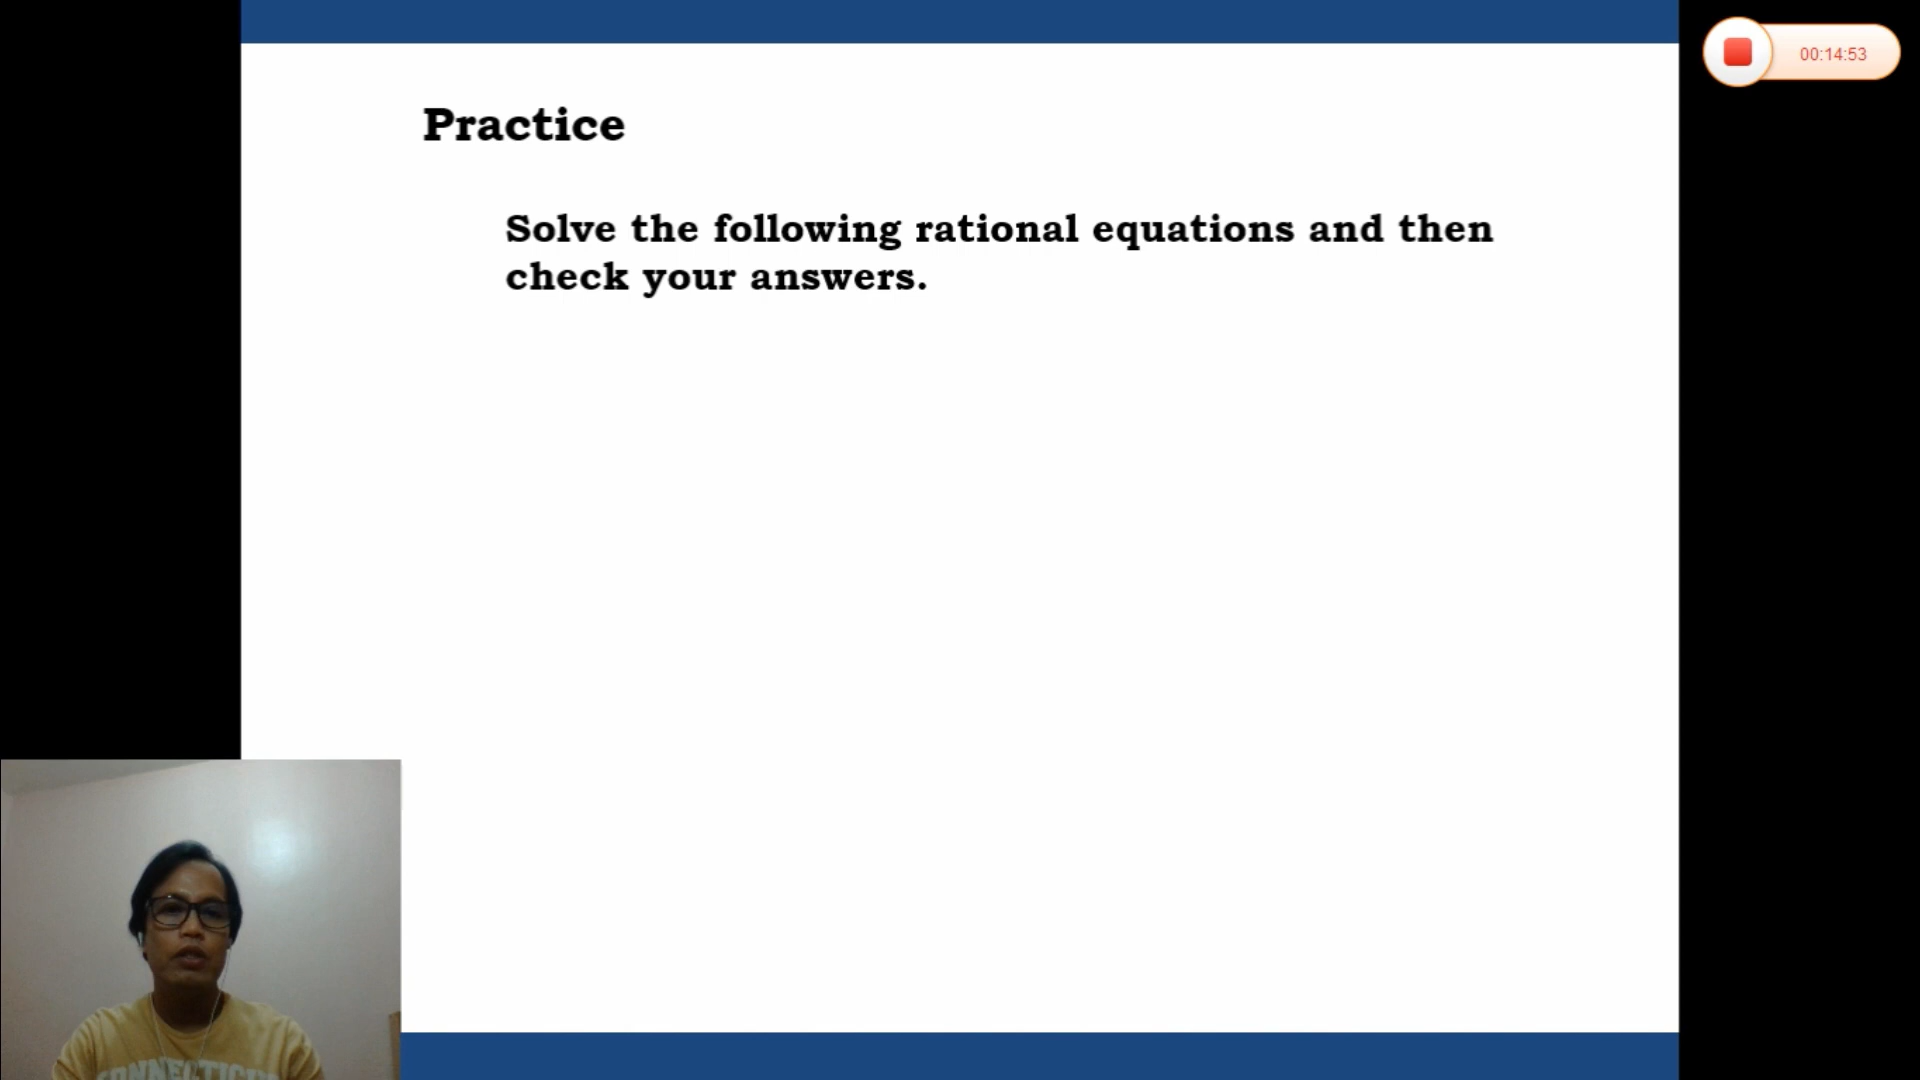 00:14:53
Practice
Solve the following rational equations and then
check your answers.